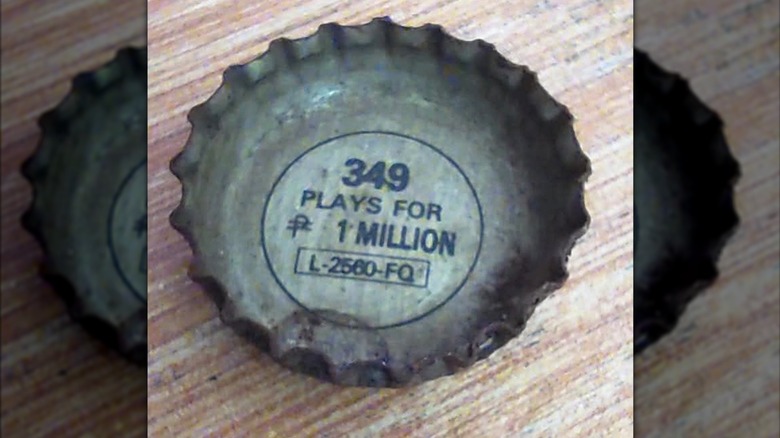 349
PLAYS FOR
₱ 1 MILLION
L-2560-FQ